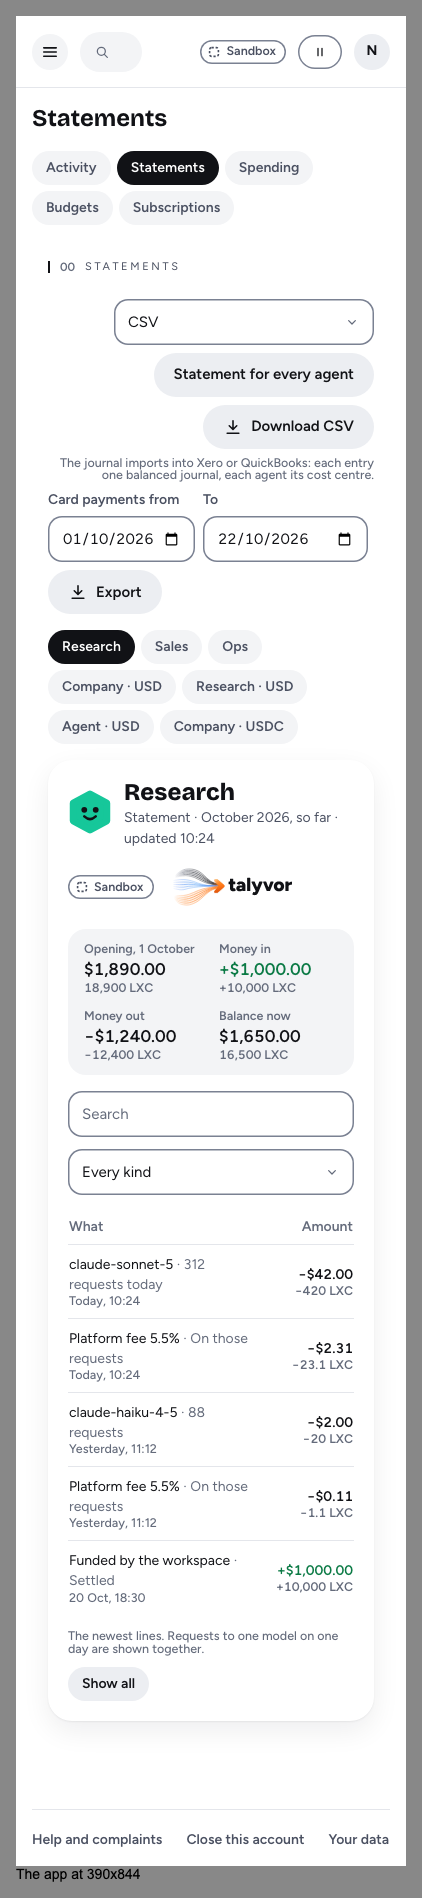 Sandbox
N
Statements
Activity
Statements
Spending
Budgets
Subscriptions
00 STATEMENTS
CSV
Statement for every agent
Download CSV
The journal imports into Xero or QuickBooks: each entry
one balanced journal, each agent its cost centre.
Card payments from
To
01/10/2026
22/10/2026
Export
Research
Sales
Ops
Company · USD
Research · USD
Agent · USD
Company · USDC
Research
Statement · October 2026, so far ·
updated 10:24
Sandbox
talyvor
Opening, 1 October
$1,890.00
18,900 LXC
Money in
+$1,000.00
+10,000 LXC
Money out
−$1,240.00
−12,400 LXC
Balance now
$1,650.00
16,500 LXC
Search
Every kind
What
Amount
claude-sonnet-5 · 312
requests today
Today, 10:24
−$42.00
−420 LXC
Platform fee 5.5% · On those
requests
Today, 10:24
−$2.31
−23.1 LXC
claude-haiku-4-5 · 88
requests
Yesterday, 11:12
−$2.00
−20 LXC
Platform fee 5.5% · On those
requests
Yesterday, 11:12
−$0.11
−1.1 LXC
Funded by the workspace ·
Settled
20 Oct, 18:30
+$1,000.00
+10,000 LXC
The newest lines. Requests to one model on one
day are shown together.
Show all
Help and complaints
Close this account
Your data
The app at 390x844